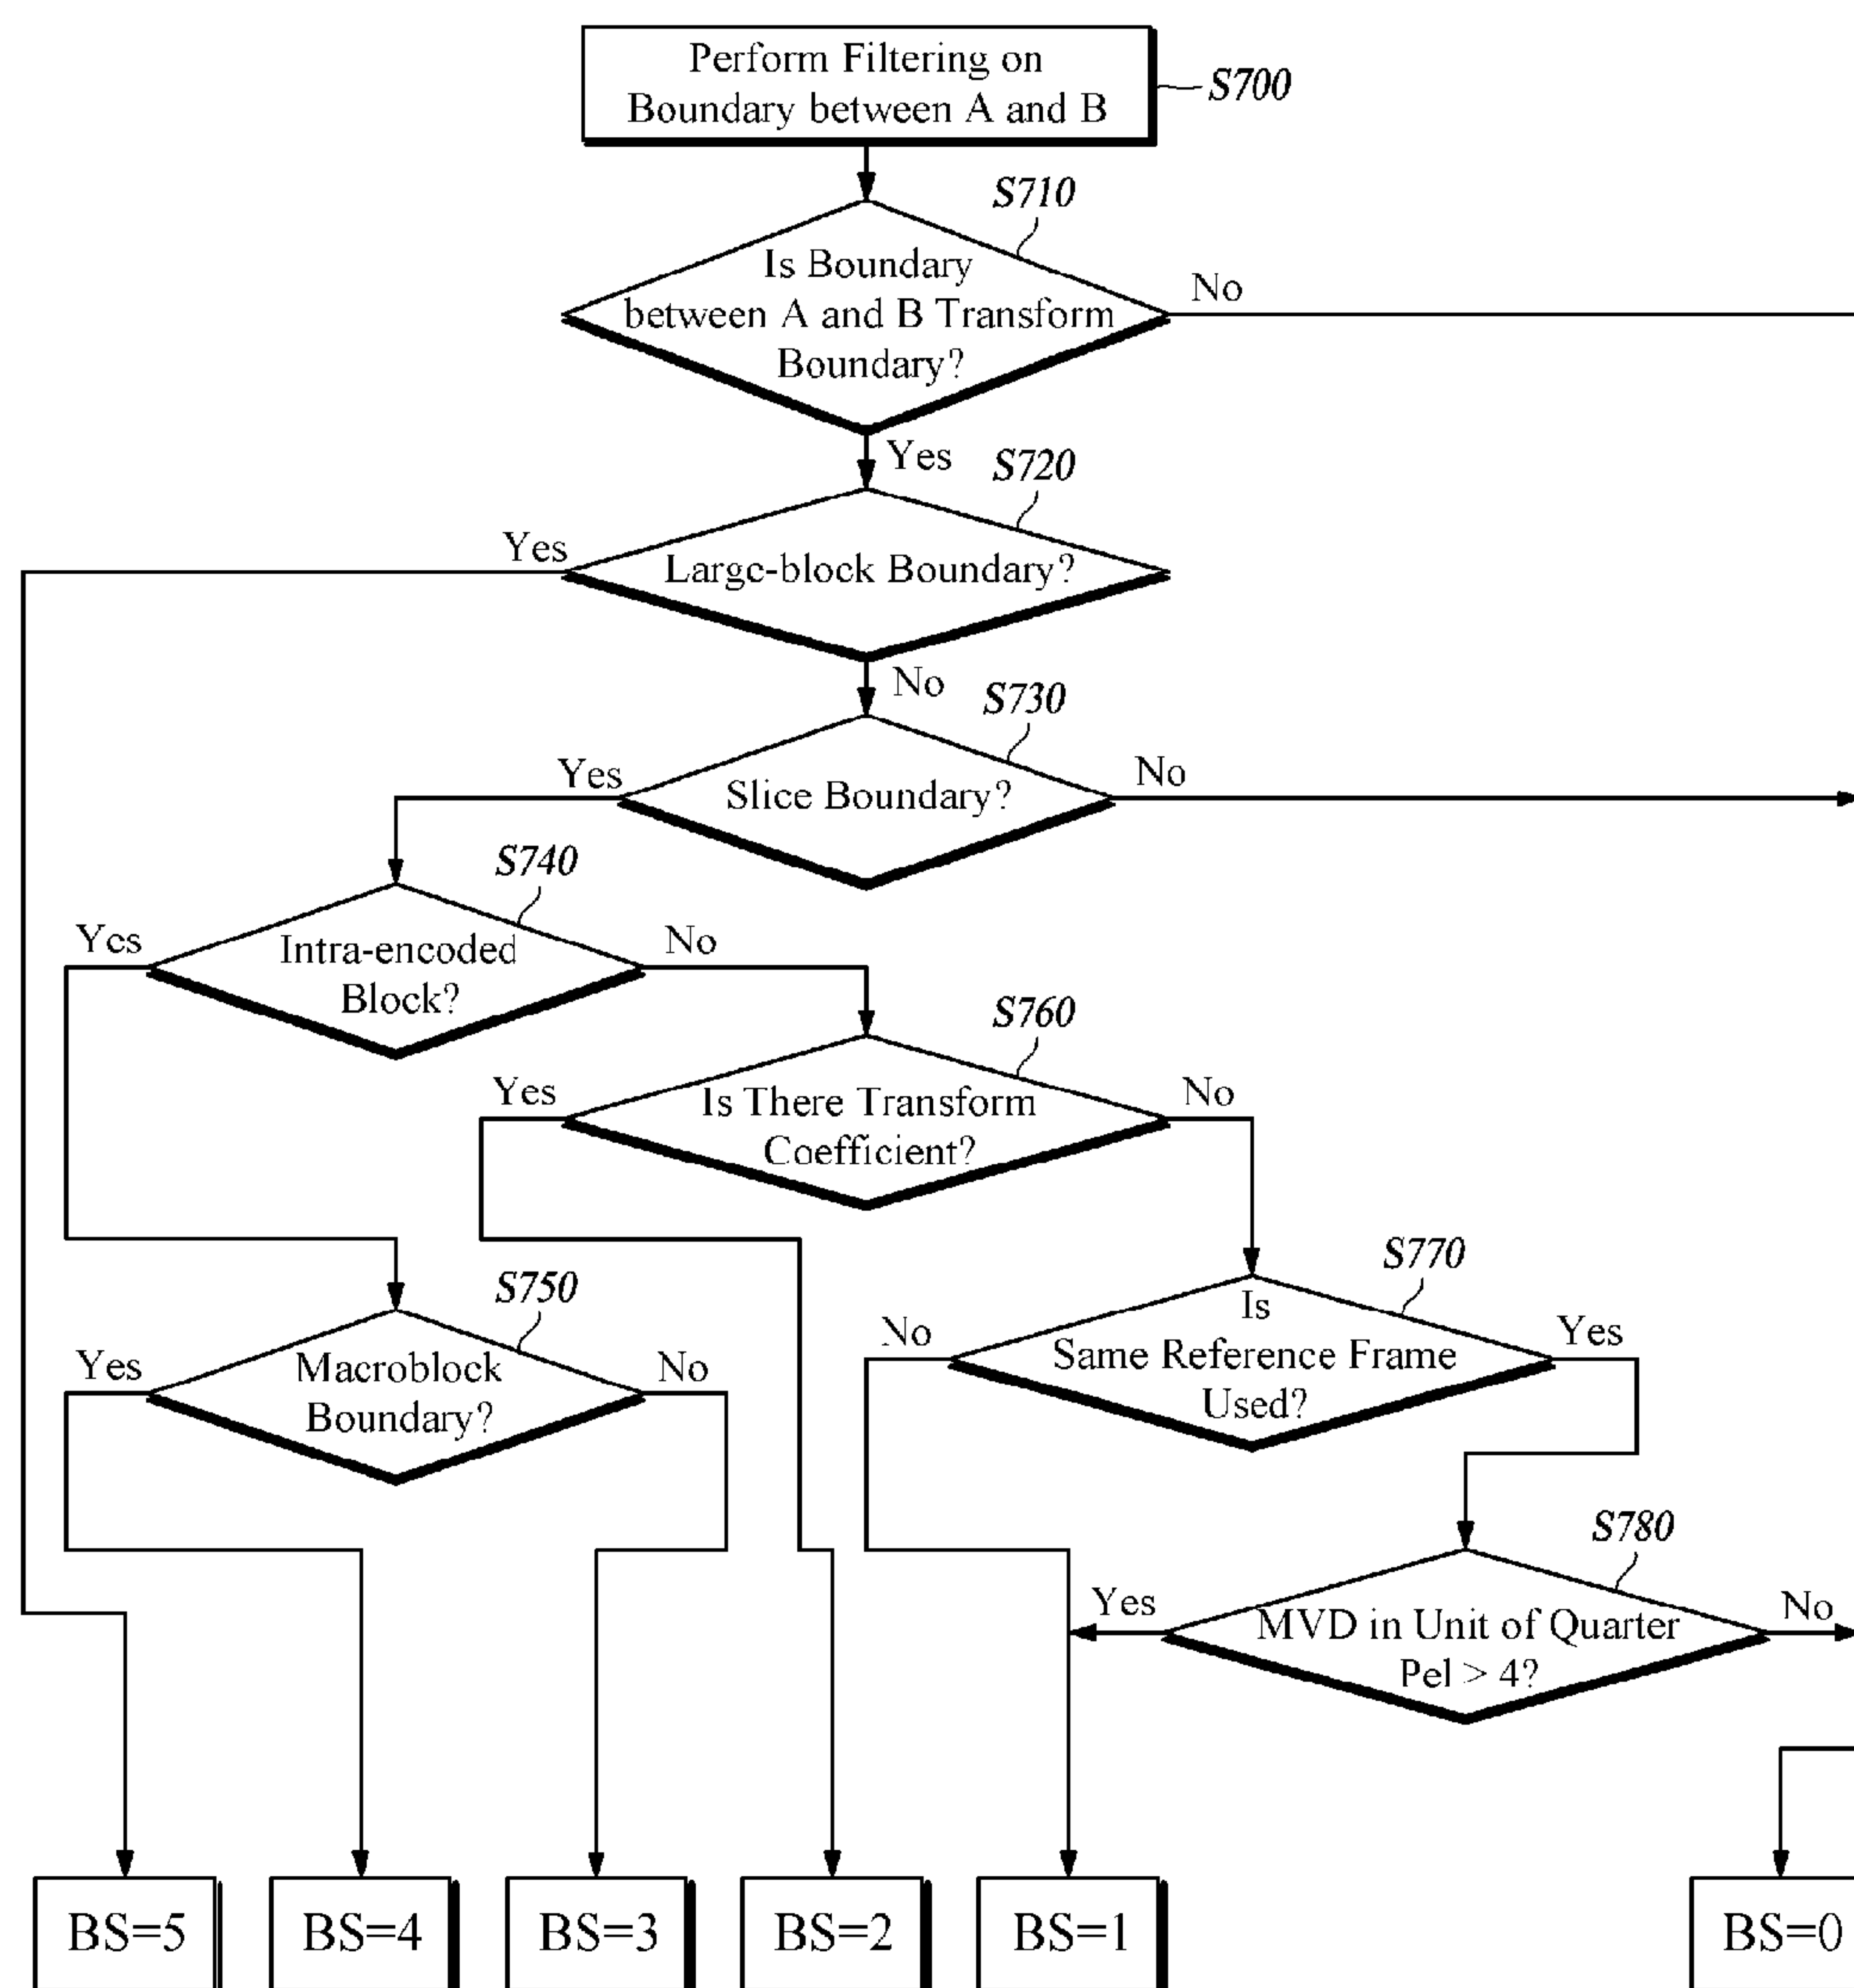 Perform Filtering on
Boundary between A and B
S700
S710
Is Boundary
between A and B Transform
Boundary?
No
Yes
S720
Yes
Large-block Boundary?
No
S730
Yes
Slice Boundary?
No
S740
Yes
Intra-encoded
Block?
No
S760
Yes
Is There Transform
Coefficient?
No
S770
Is
Same Reference Frame
Used?
No
Yes
S750
Yes
Macroblock
Boundary?
No
S780
Yes
MVD in Unit of Quarter
Pel > 4?
No
BS=5
BS=4
BS=3
BS=2
BS=1
BS=0